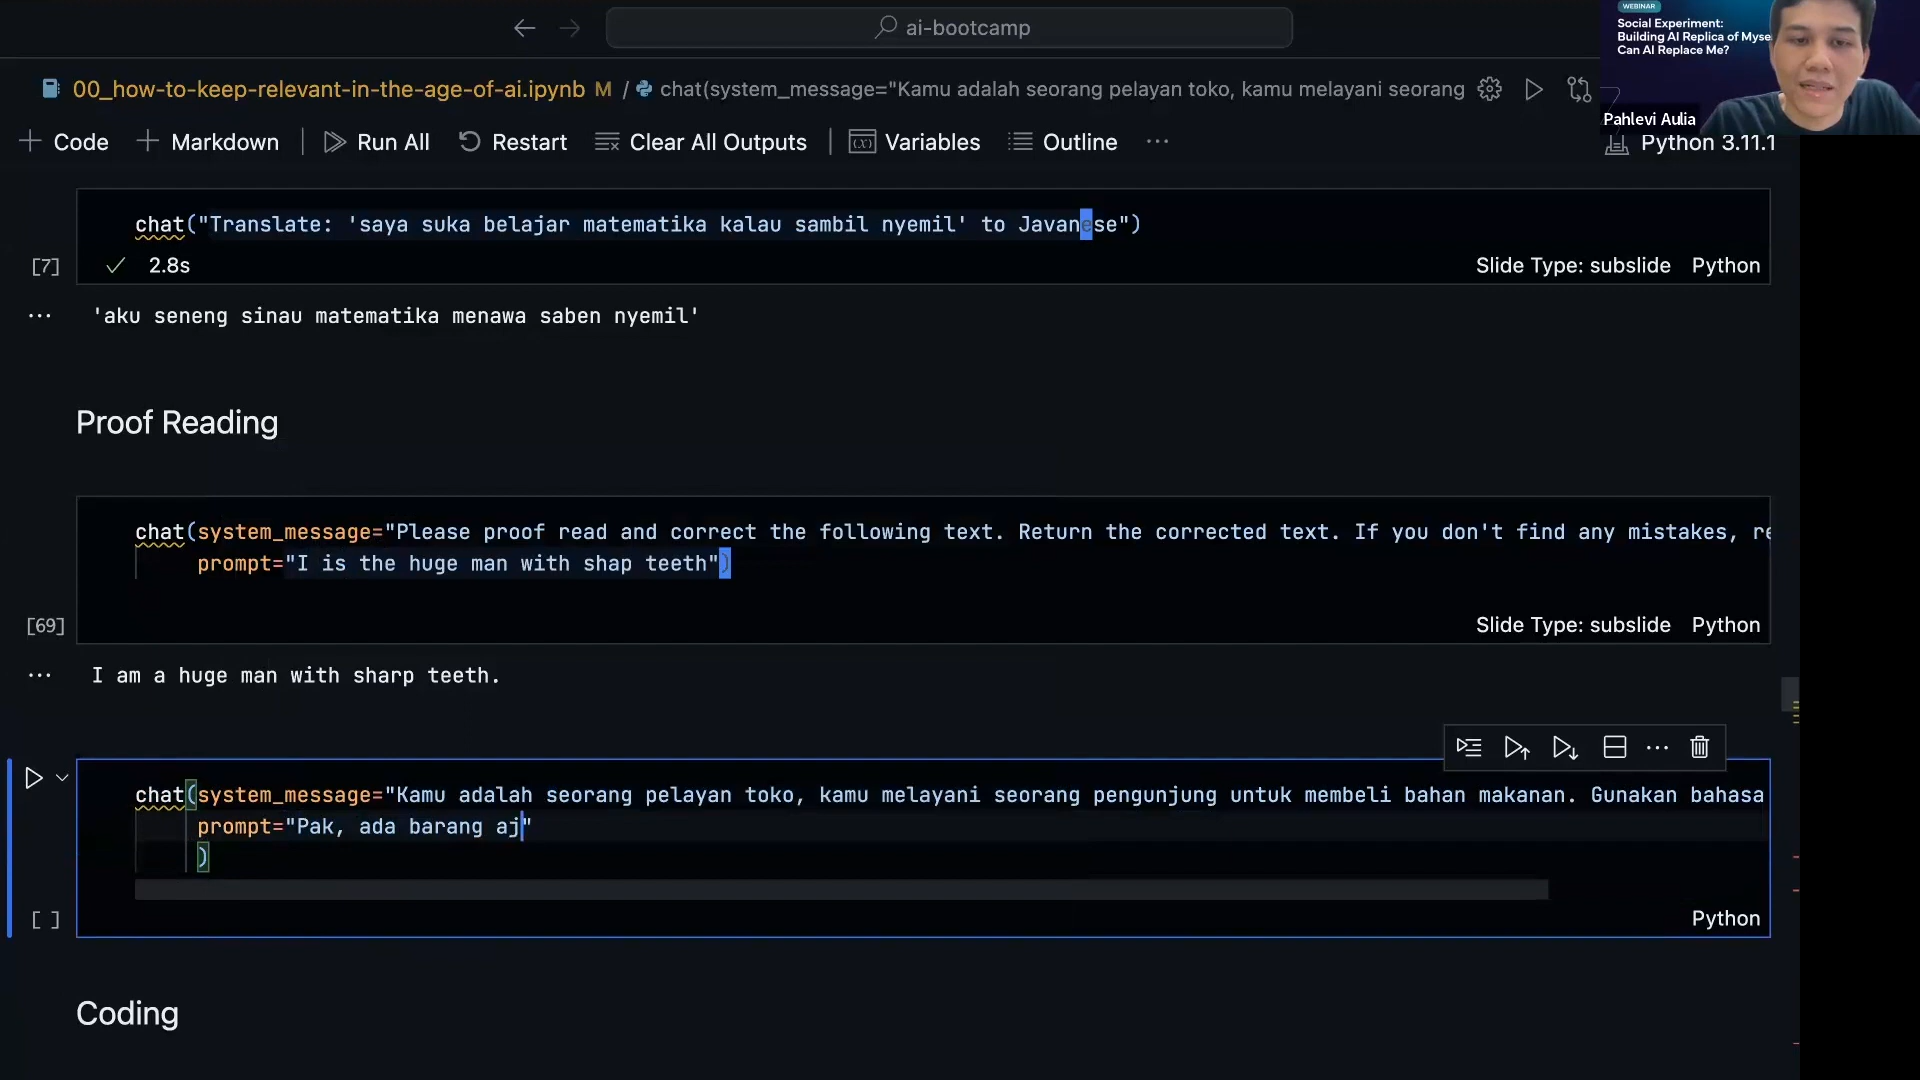 ai-bootcamp
WEBINAR
Social Experiment:
Building AI Replica of Myse
Can AI Replace Me?
Pahlevi Aulia
00_how-to-keep-relevant-in-the-age-of-ai.ipynb M / chat(system_message="Kamu adalah seorang pelayan toko, kamu melayani seorang
Code Markdown Run All Restart Clear All Outputs Variables Outline ... Python 3.11.1
chat("Translate: 'saya suka belajar matematika kalau sambil nyemil' to Javanese")
[7] 2.8s Slide Type: subslide Python
... 'aku seneng sinau matematika menawa saben nyemil'
Proof Reading
chat(system_message="Please proof read and correct the following text. Return the corrected text. If you don't find any mistakes, re
prompt="I is the huge man with shap teeth")
[69] Slide Type: subslide Python
... I am a huge man with sharp teeth.
chat(system_message="Kamu adalah seorang pelayan toko, kamu melayani seorang pengunjung untuk membeli bahan makanan. Gunakan bahasa
prompt="Pak, ada barang aj"
)
[ ] Python
Coding